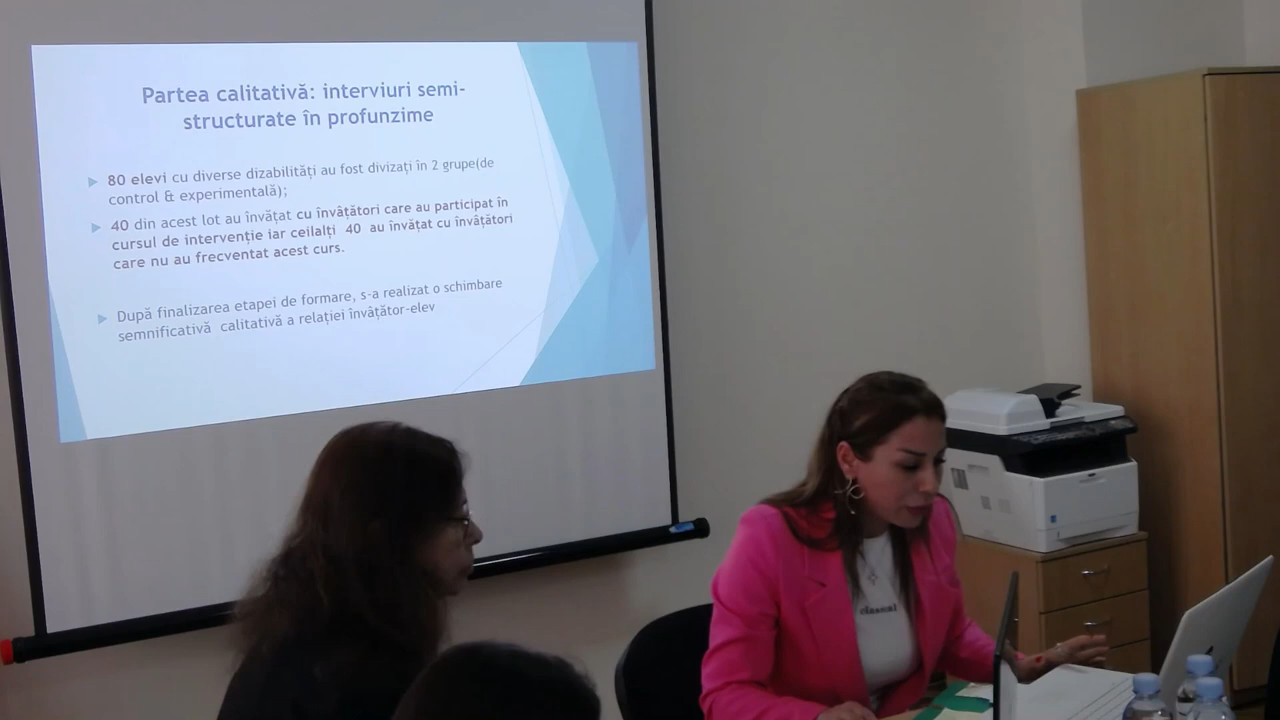 Partea calitativă: interviuri semi-
structurate în profunzime
80 elevi cu diverse dizabilități au fost divizați în 2 grupe(de
control & experimentală);
40 din acest lot au învățat cu învățători care au participat în
cursul de intervenție iar ceilalți 40 au învățat cu învățători
care nu au frecventat acest curs.
După finalizarea etapei de formare, s-a realizat o schimbare
semnificativă calitativă a relației învățător-elev